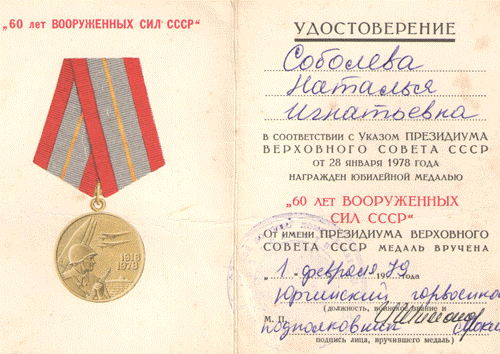 „60 лет ВООРУЖЕННЫХ СИЛ СССР“
1918
1978
УДОСТОВЕРЕНИЕ
Соболева
Наталья
Игнатьевна
В СООТВЕТСТВИИ С УКАЗОМ ПРЕЗИДИУМА
ВЕРХОВНОГО СОВЕТА СССР
ОТ 28 ЯНВАРЯ 1978 ГОДА
НАГРАЖДЕН ЮБИЛЕЙНОЙ МЕДАЛЬЮ
„60 ЛЕТ ВООРУЖЕННЫХ
СИЛ СССР“
ОТ ИМЕНИ ПРЕЗИДИУМА ВЕРХОВНОГО
СОВЕТА СССР МЕДАЛЬ ВРУЧЕНА
„1“ февраля 1979 года
Юргинский горвоенком
(должность, воинское звание и
М. П.
подполковник
подпись лица, вручившего медаль)